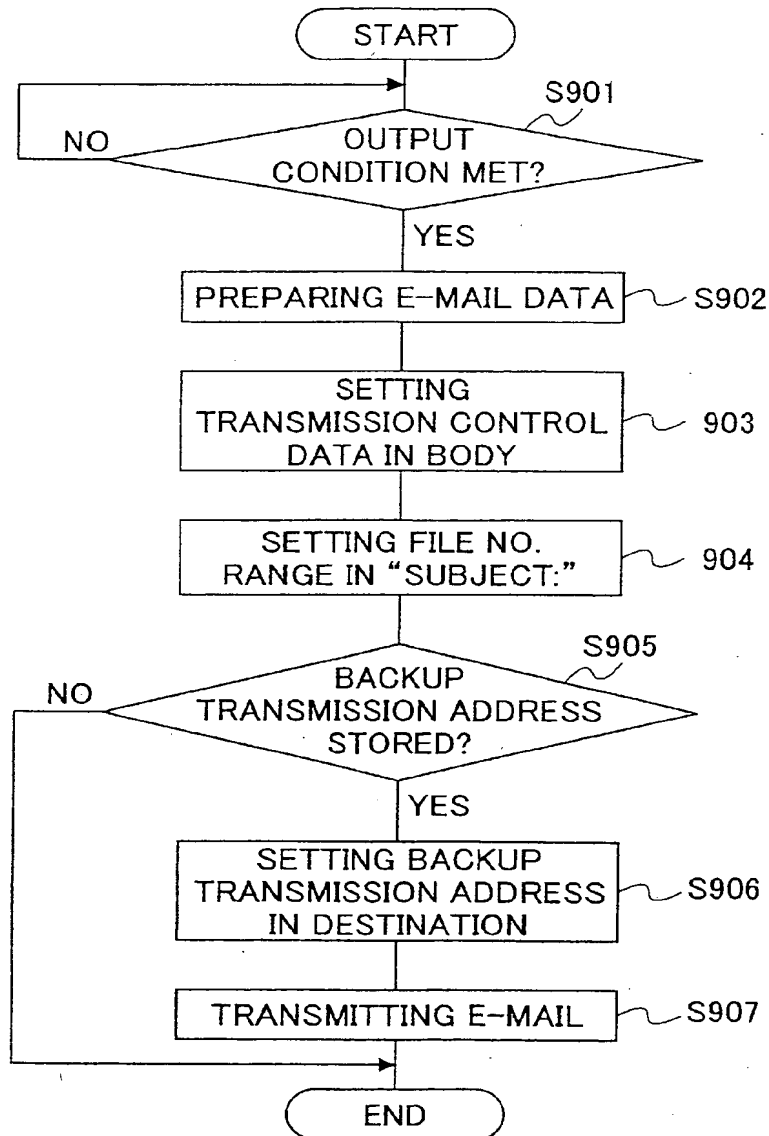 START
S901
NO
OUTPUT
CONDITION MET?
YES
PREPARING E-MAIL DATA
S902
SETTING
TRANSMISSION CONTROL
DATA IN BODY
903
SETTING FILE NO.
RANGE IN “SUBJECT:”
904
S905
NO
BACKUP
TRANSMISSION ADDRESS
STORED?
YES
SETTING BACKUP
TRANSMISSION ADDRESS
IN DESTINATION
S906
TRANSMITTING E-MAIL
S907
END